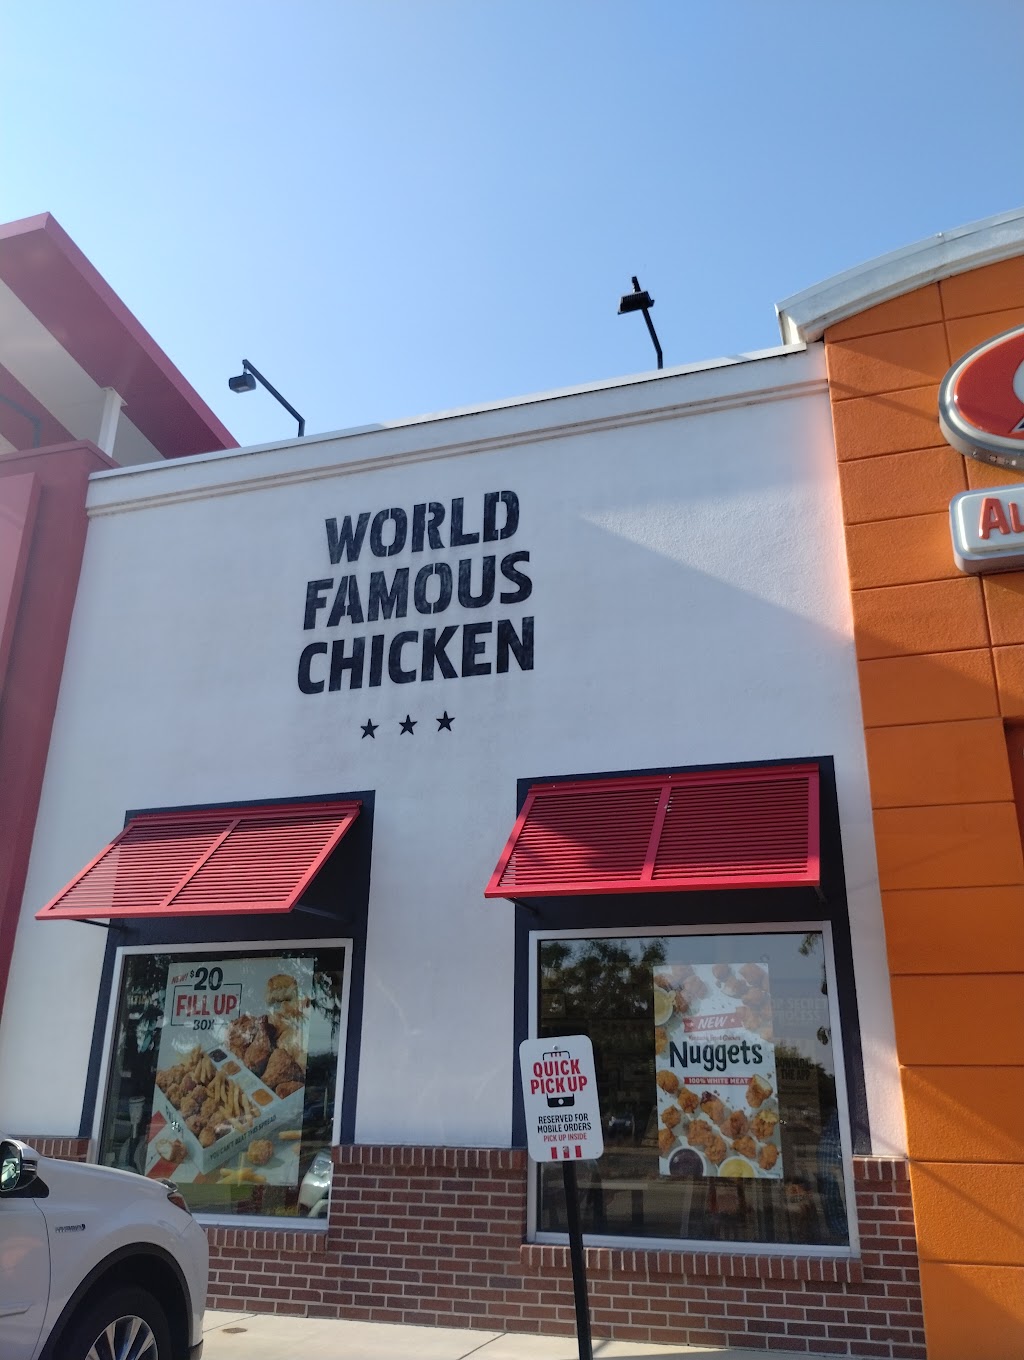 WORLD
FAMOUS
CHICKEN
AL
$20
FILL UP
BOX
NEW
Nuggets
100% WHITE MEAT
QUICK
PICK UP
RESERVED FOR
MOBILE ORDERS
PICK UP INSIDE